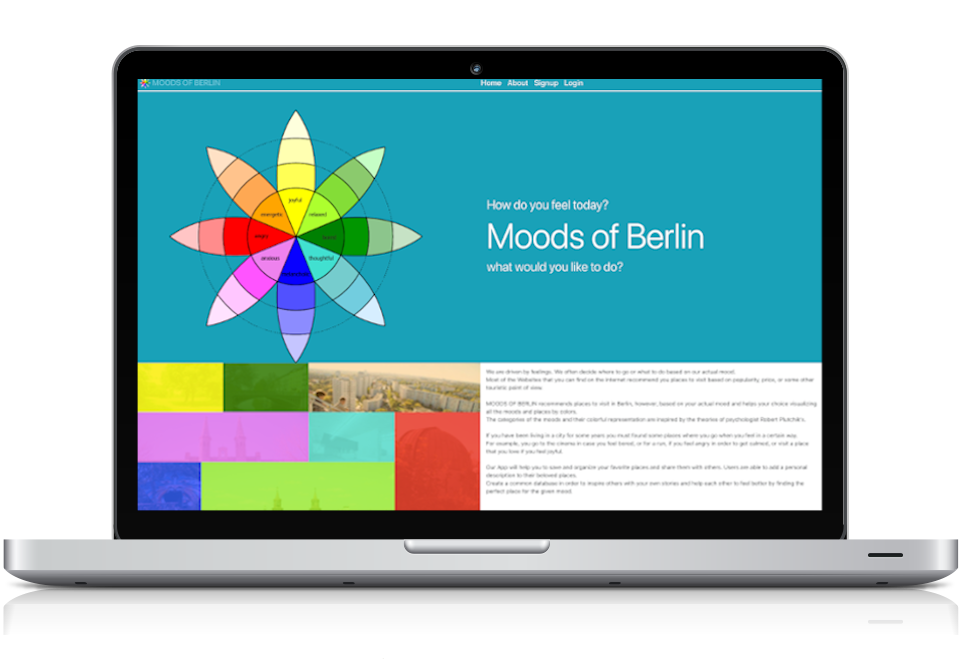 MOODS OF BERLIN
Home About Signup Login
joyful
energetic relaxed
angry
anxious thoughtful
How do you feel today?
Moods of Berlin
what would you like to do?
We are driven by feelings. We often decide where to go or what to do based on our actual mood.
Most of the Websites that you can find on the internet recommend you places to visit based on popularity, price, or some other
touristic point of view.
MOODS OF BERLIN recommends places to visit in Berlin, however, based on your actual mood and helps your choice visualizing
all the moods and places by colors.
The categories of the moods and their colorful representation are inspired by the theories of psychologist Robert Plutchik's.
If you have been living in a city for some years you must found some places where you go when you feel in a certain way.
For example, you go to the cinema in case you feel bored, or for a run, if you feel angry in order to get calmed, or visit a place
that you love if you feel joyful.
Our App will help you to save and organize your favorite places and share them with others. Users are able to add a personal
description to their beloved places.
Create a common database in order to inspire others with your own stories and help each other to feel better by finding the
perfect place for the given mood.